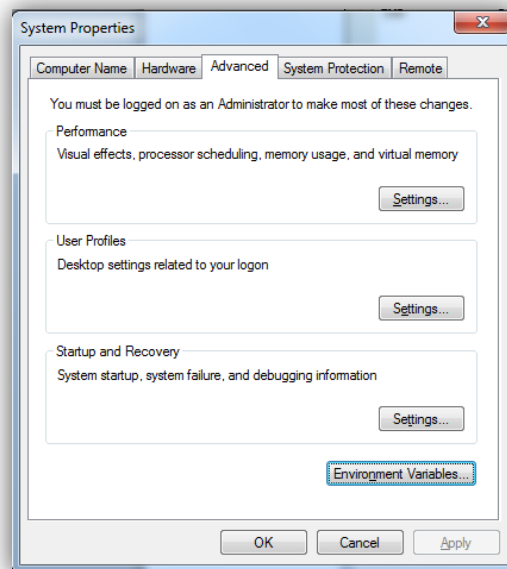 System Properties
Computer Name
Hardware
Advanced
System Protection
Remote
You must be logged on as an Administrator to make most of these changes.
Performance
Visual effects, processor scheduling, memory usage, and virtual memory
Settings...
User Profiles
Desktop settings related to your logon
Settings...
Startup and Recovery
System startup, system failure, and debugging information
Settings...
Environment Variables...
OK
Cancel
Apply